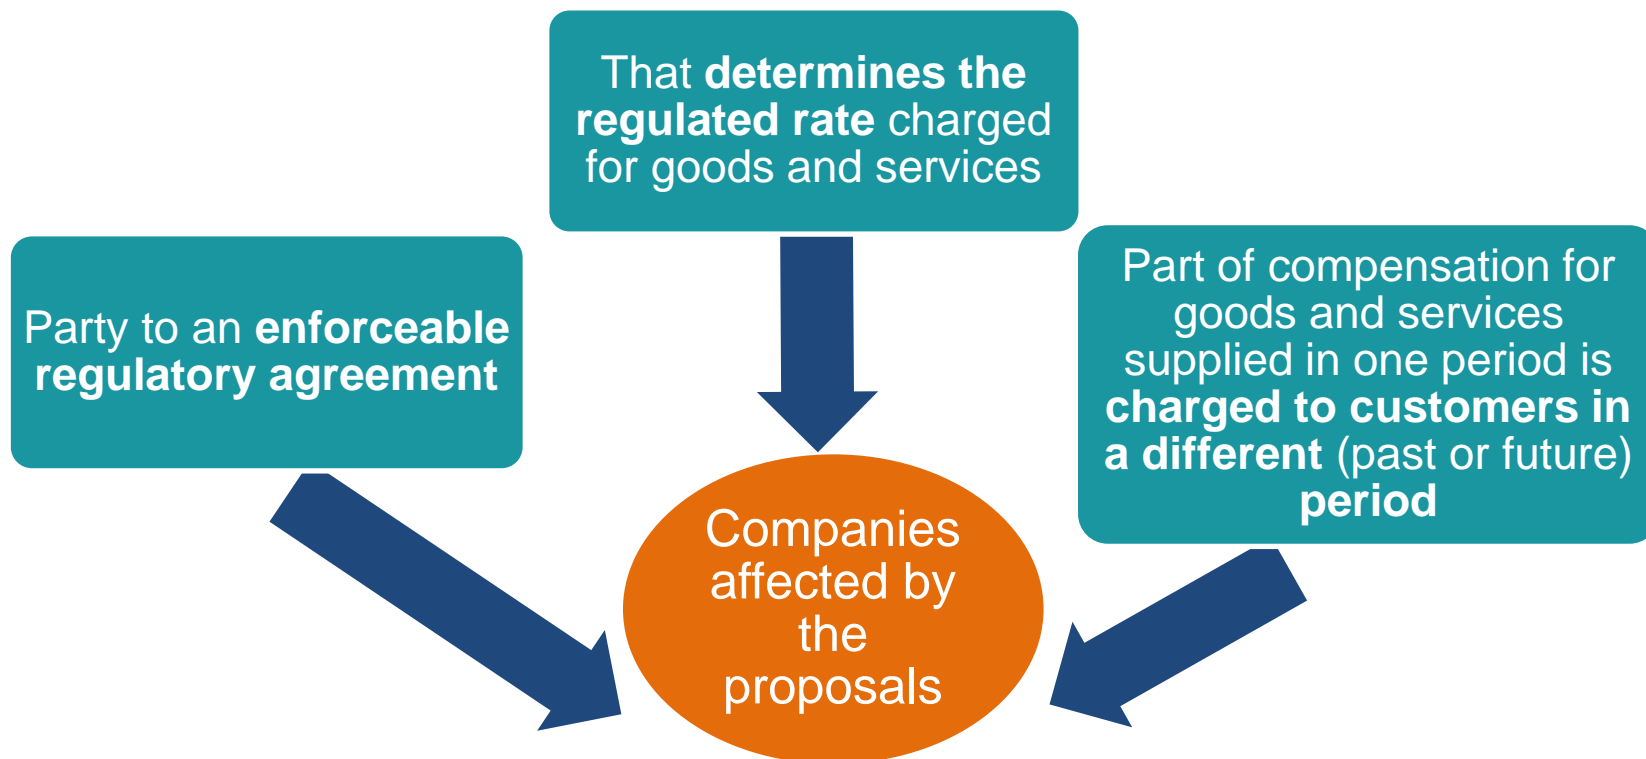 That determines the
regulated rate charged
for goods and services
Party to an enforceable
regulatory agreement
Part of compensation for
goods and services
supplied in one period is
charged to customers in
a different (past or future)
period
Companies
affected by
the
proposals